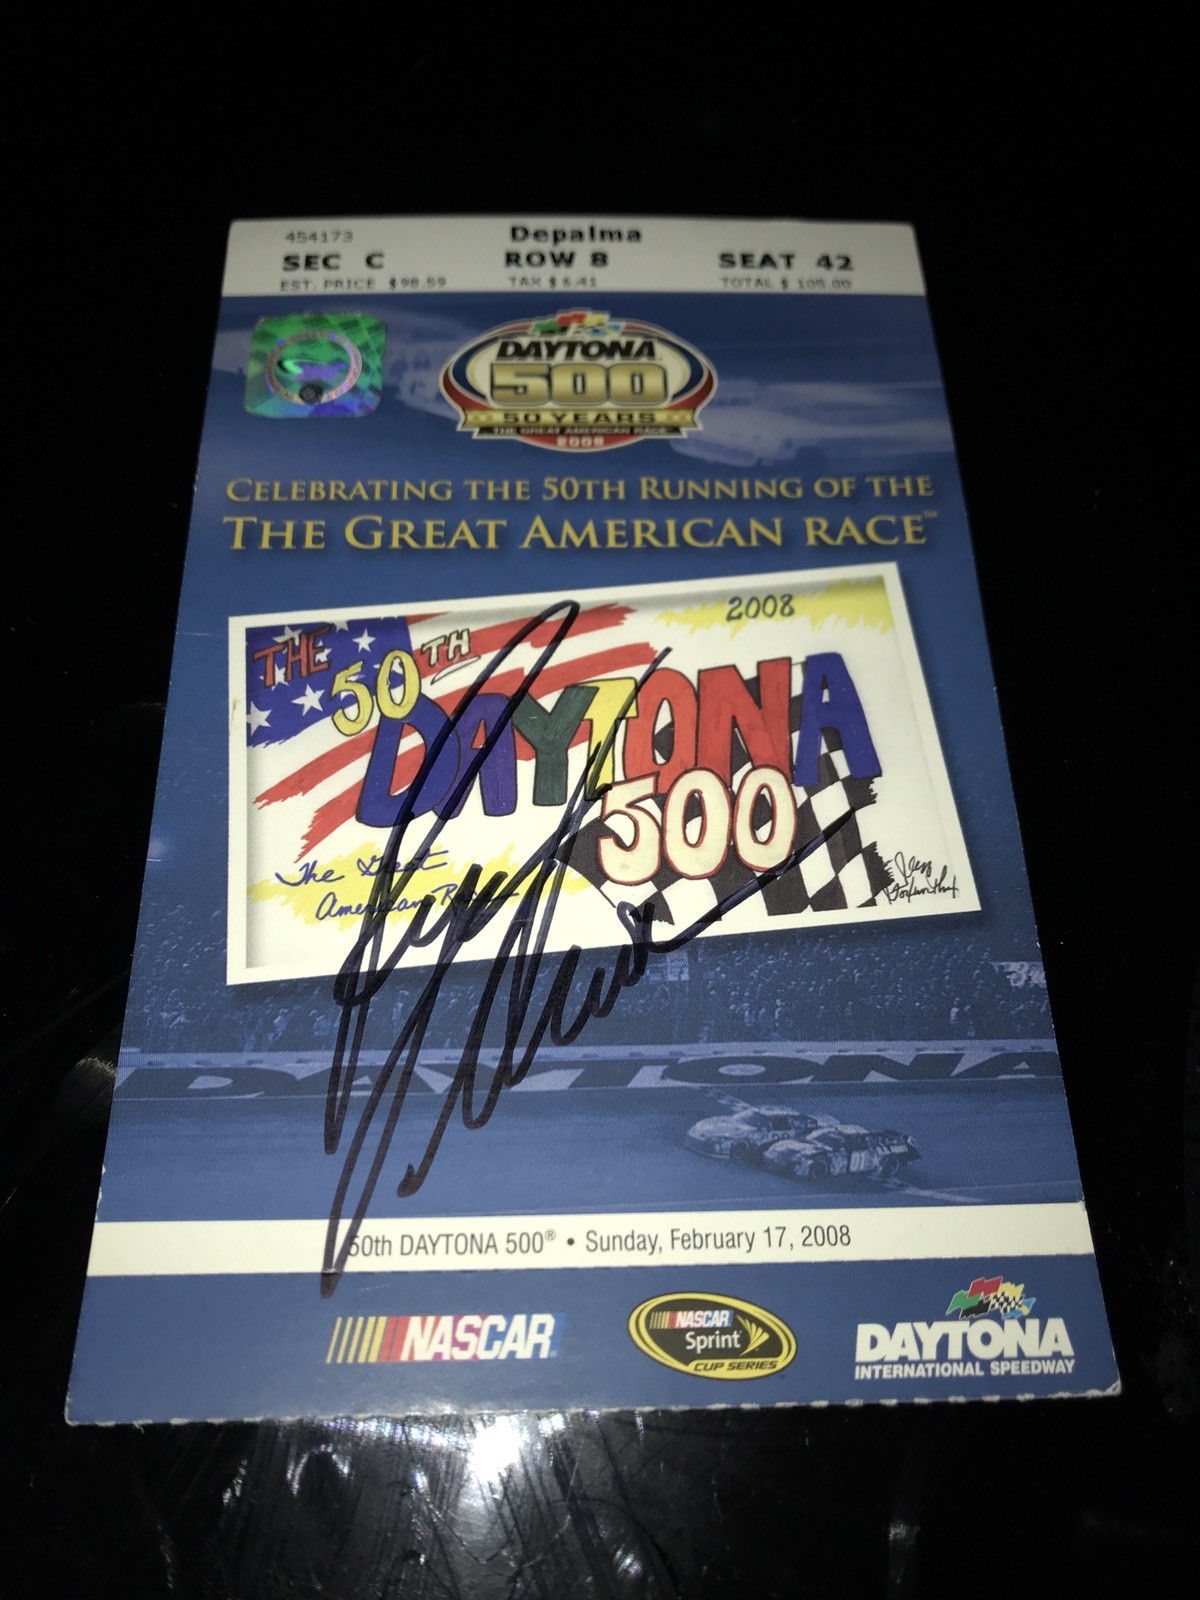 454173 Depalma
SEC C ROW 8 SEAT 42
EST. PRICE $98.59 TAX $6.41 TOTAL $ 105.00
DAYTONA
500
50 YEARS
THE GREAT AMERICAN RACE
2008
CELEBRATING THE 50TH RUNNING OF THE
THE GREAT AMERICAN RACE™
2008
THE
50TH
DAYTONA
500
The Great
American Race
DAYTONA
50th DAYTONA 500® • Sunday, February 17, 2008
NASCAR
NASCAR
Sprint
CUP SERIES
DAYTONA
INTERNATIONAL SPEEDWAY